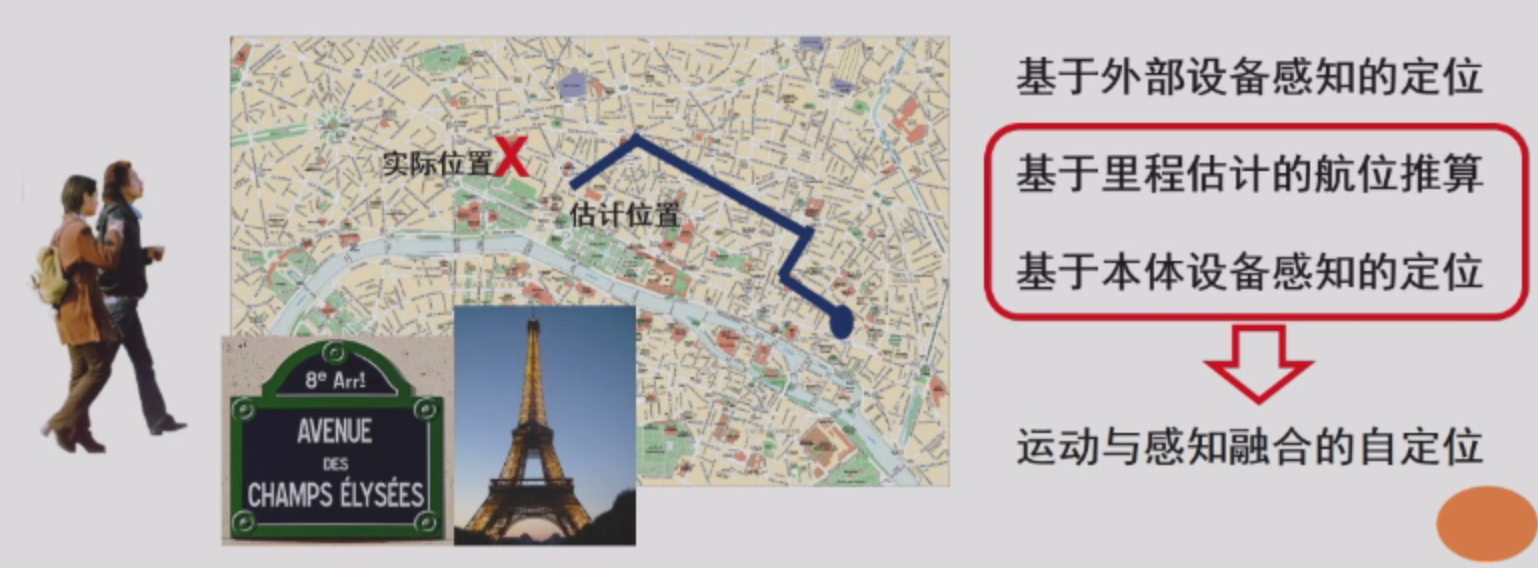 实际位置X
估计位置
8e Arrt
AVENUE
DES
CHAMPS ÉLYSÉES
基于外部设备感知的定位
基于里程估计的航位推算
基于本体设备感知的定位
运动与感知融合的自定位